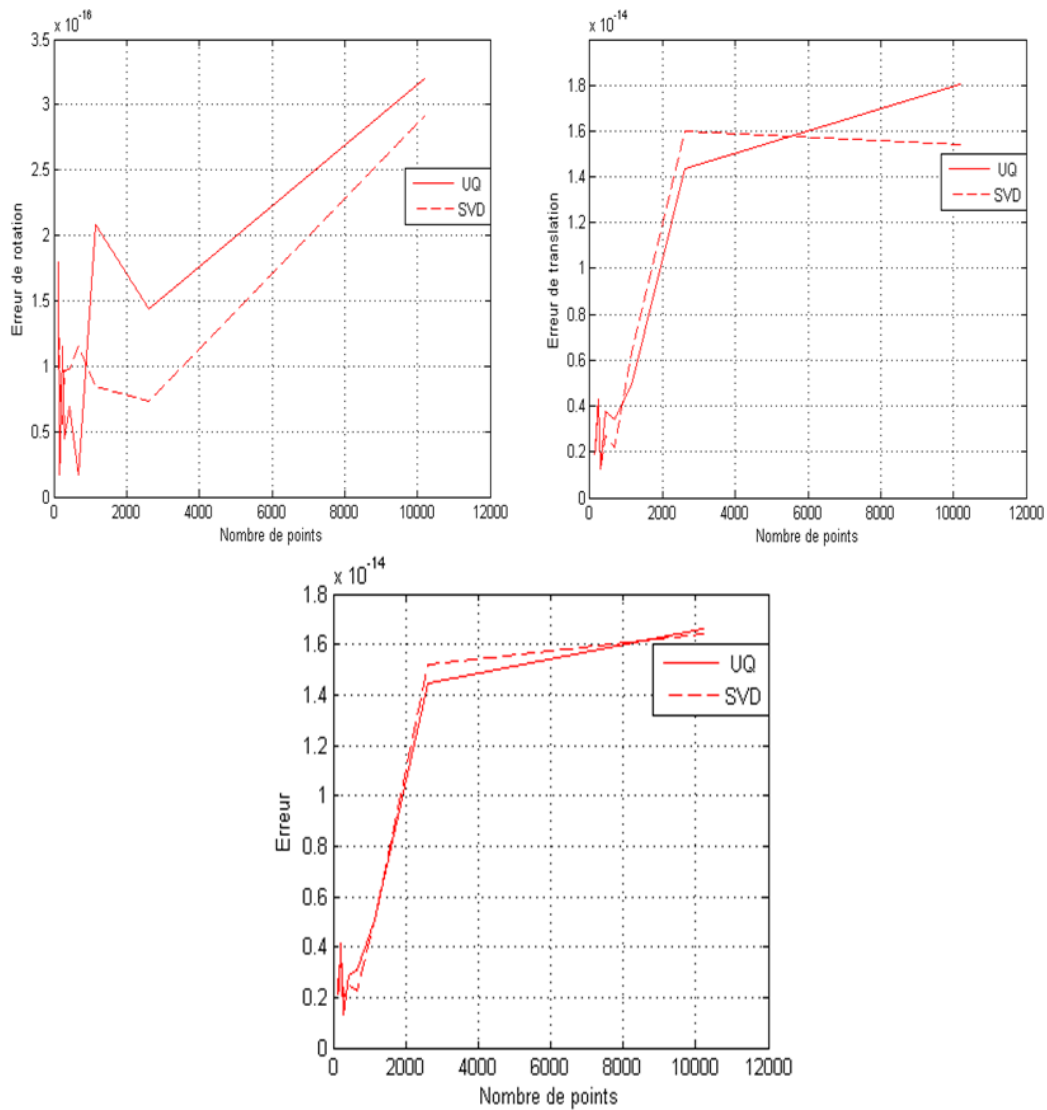 x 10^-16
3.5
3
2.5
2
1.5
1
0.5
0
Erreur de rotation
UQ
SVD
0 2000 4000 6000 8000 10000 12000
Nombre de points
x 10^-14
1.8
1.6
1.4
1.2
1
0.8
0.6
0.4
0.2
0
Erreur de translation
UQ
SVD
0 2000 4000 6000 8000 10000 12000
Nombre de points
x 10^-14
1.8
1.6
1.4
1.2
1
0.8
0.6
0.4
0.2
0
Erreur
UQ
SVD
0 2000 4000 6000 8000 10000 12000
Nombre de points